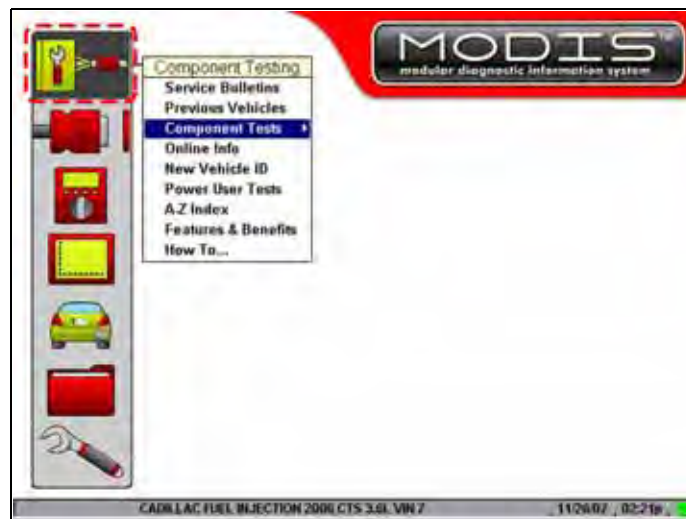 MODIS™
modular diagnostic information system
Component Testing
Service Bulletins
Previous Vehicles
Component Tests
Online Info
New Vehicle ID
Power User Tests
A-Z Index
Features & Benefits
How To...
CADILLAC FUEL INJECTION 2006 CTS 3.6L VIN 7
11/26/07 , 02:21p